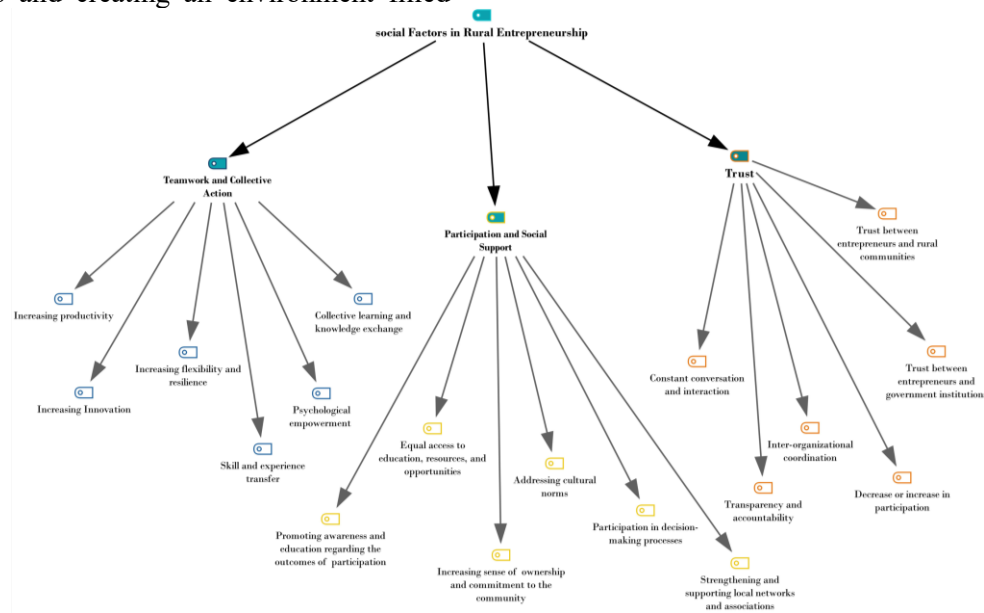 and creating an environment filled
social Factors in Rural Entrepreneurship
Teamwork and Collective
Action
Participation and Social
Support
Trust
Increasing productivity
Increasing Innovation
Increasing flexibility and
resilience
Skill and experience
transfer
Psychological
empowerment
Collective learning and
knowledge exchange
Promoting awareness and
education regarding the
outcomes of participation
Equal access to
education, resources, and
opportunities
Increasing sense of ownership
and commitment to the
community
Addressing cultural
norms
Participation in decision-
making processes
Strengthening and
supporting local networks
and associations
Constant conversation
and interaction
Transparency and
accountability
Inter-organizational
coordination
Decrease or increase in
participation
Trust between
entrepreneurs and
government institution
Trust between
entrepreneurs and rural
communities